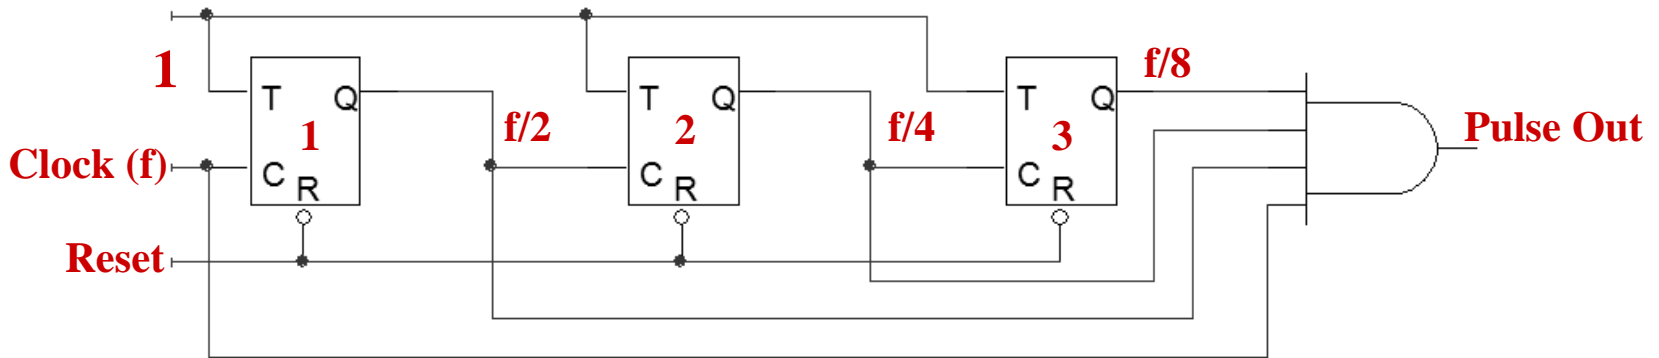 1
T Q T Q T Q
f/8
1 f/2 2 f/4 3
Pulse Out
Clock (f)
C R C R C R
Reset